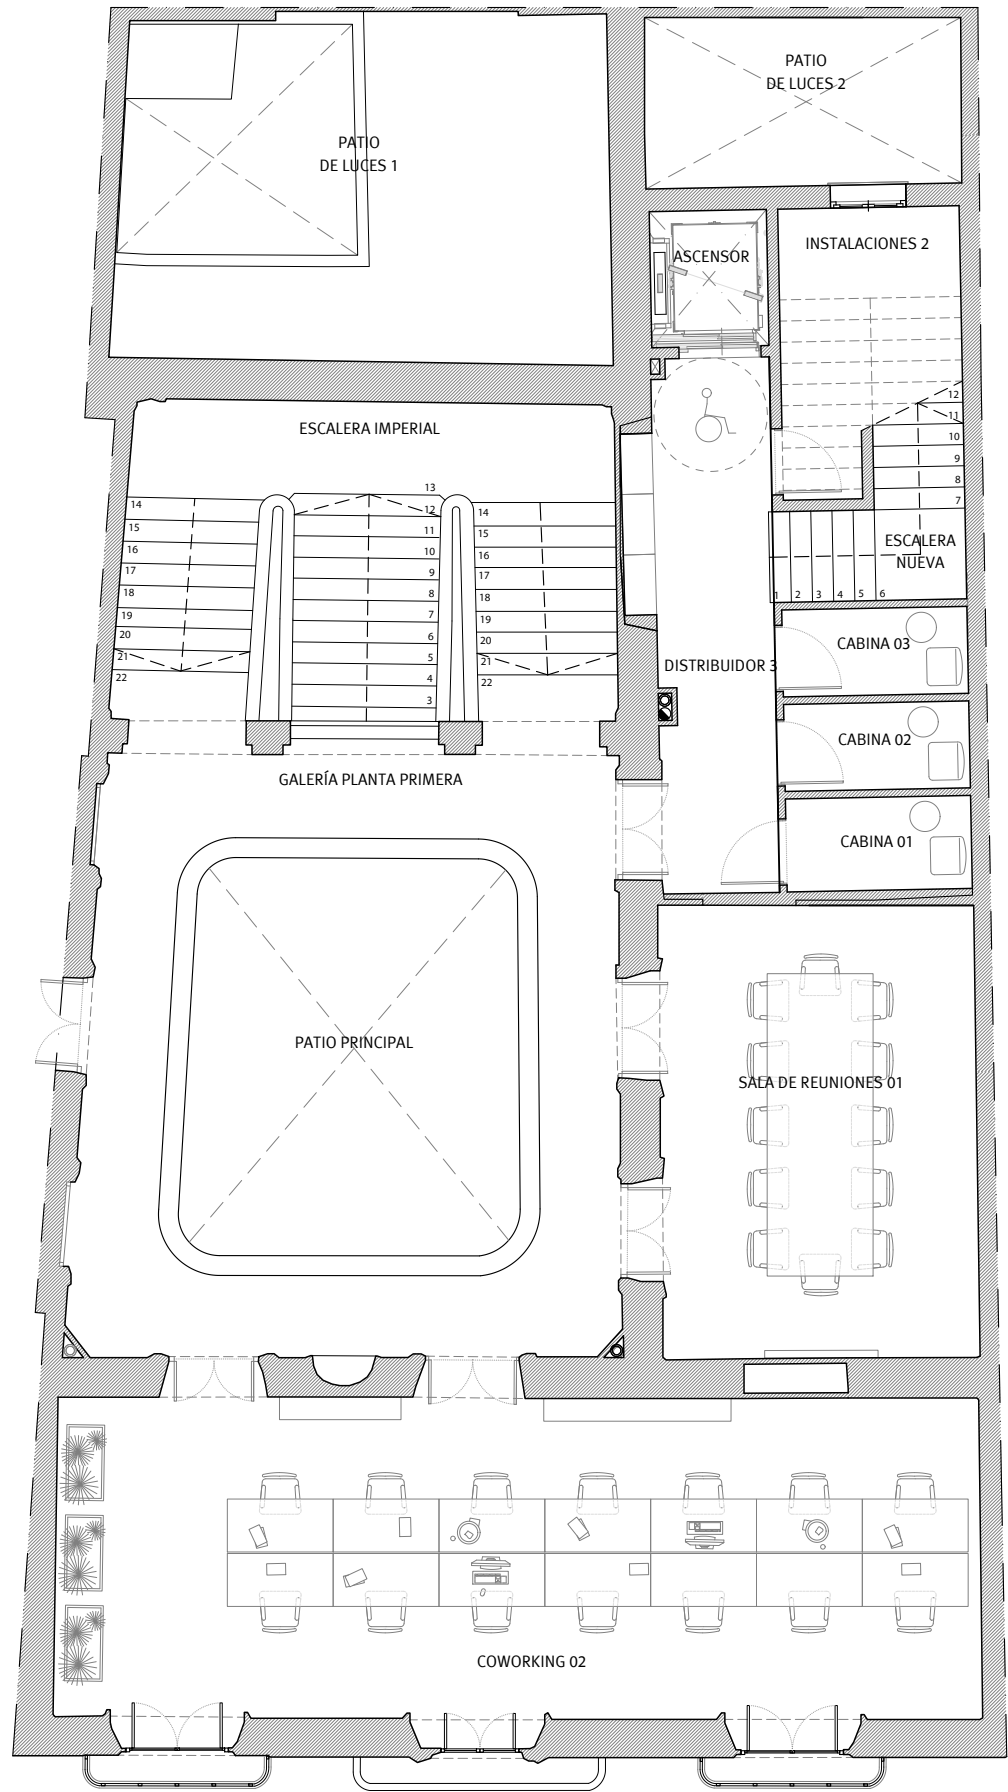 PATIO
DE LUCES 2
PATIO
DE LUCES 1
INSTALACIONES 2
ASCENSOR
12
11
10
9
8
7
ESCALERA IMPERIAL
13
12
11
10
9
8
7
6
5
4
3
14
15
16
17
18
19
20
21
22
14
15
16
17
18
19
20
21
22
ESCALERA
NUEVA
1
2
3
4
5
6
CABINA 03
DISTRIBUIDOR 3
CABINA 02
GALERÍA PLANTA PRIMERA
CABINA 01
PATIO PRINCIPAL
SALA DE REUNIONES 01
COWORKING 02